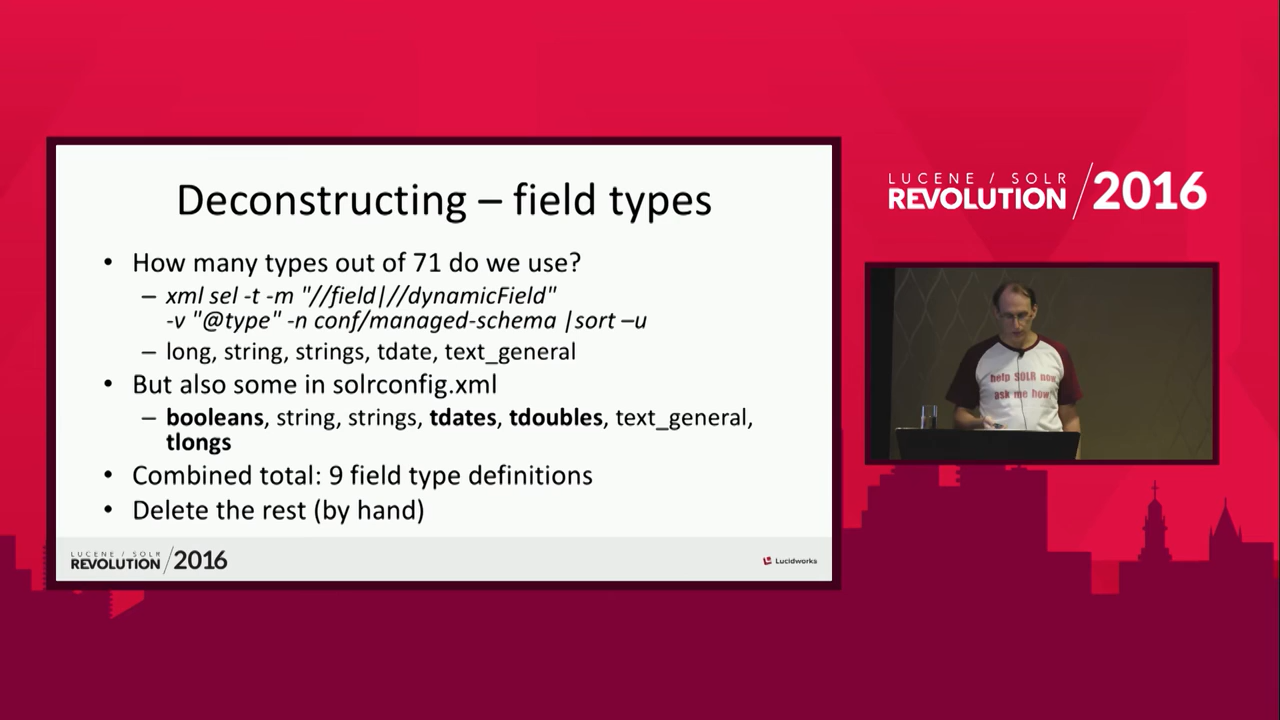 Deconstructing – field types
• How many types out of 71 do we use?
– xml sel -t -m "//field|//dynamicField"
-v "@type" -n conf/managed-schema |sort –u
– long, string, strings, tdate, text_general
• But also some in solrconfig.xml
– booleans, string, strings, tdates, tdoubles, text_general,
tlongs
• Combined total: 9 field type definitions
• Delete the rest (by hand)
LUCENE / SOLR
REVOLUTION/2016
Lucidworks
LUCENE / SOLR
REVOLUTION/2016
help SOLR now
ask me how!